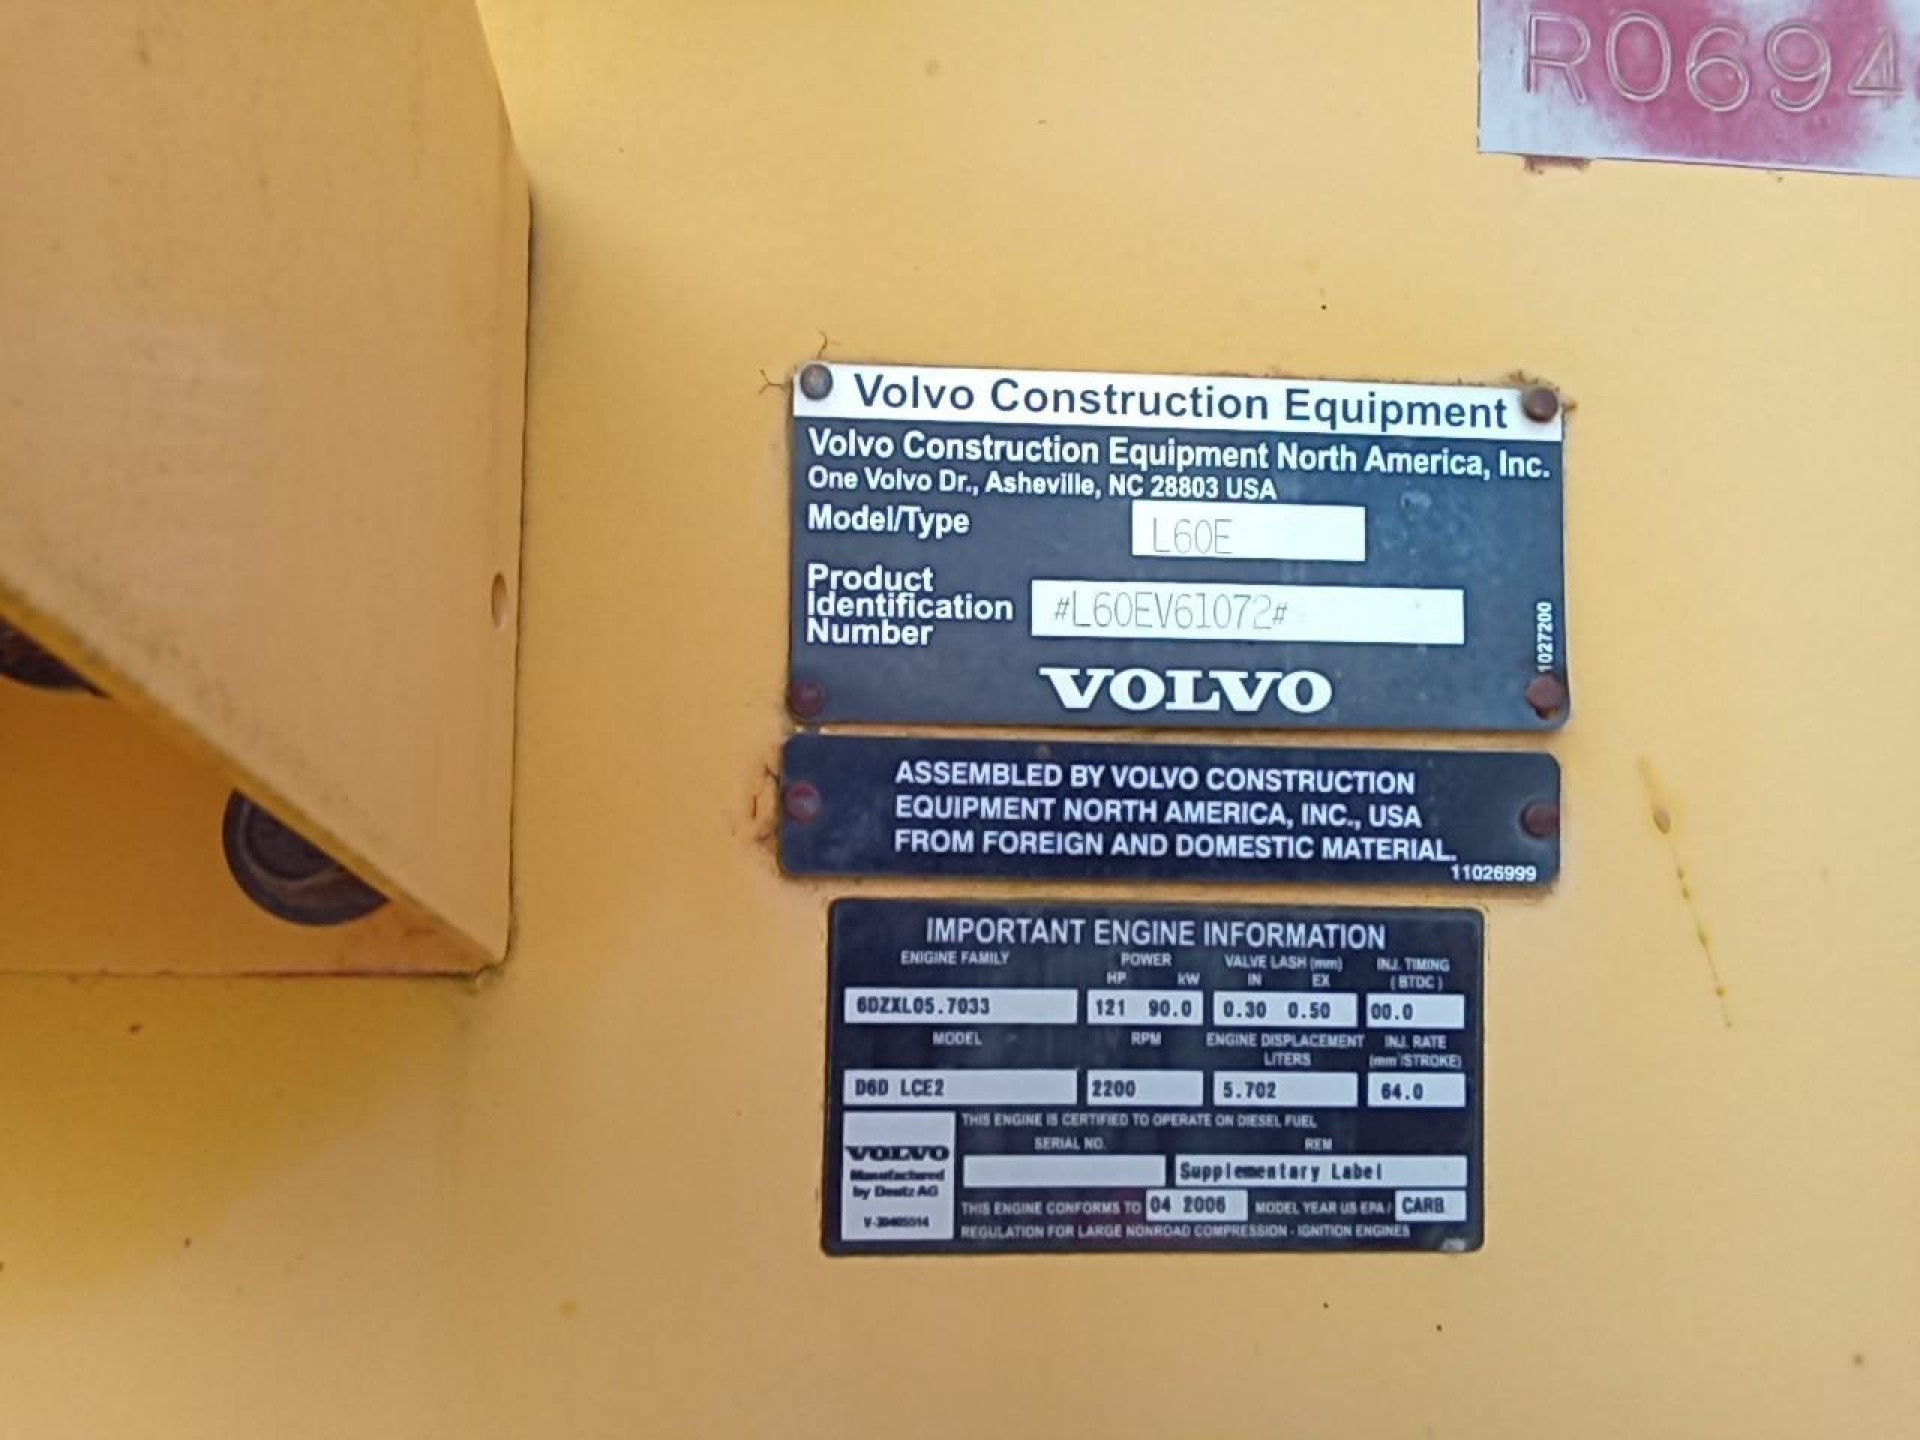 R0694
Volvo Construction Equipment
Volvo Construction Equipment North America, Inc.
One Volvo Dr., Asheville, NC 28803 USA
Model/Type L60E
Product
Identification
Number
#L60EV61072#
1027200
VOLVO
ASSEMBLED BY VOLVO CONSTRUCTION
EQUIPMENT NORTH AMERICA, INC., USA
FROM FOREIGN AND DOMESTIC MATERIAL.
11026999
IMPORTANT ENGINE INFORMATION
ENIGINE FAMILY POWER VALVE LASH (mm) INJ. TIMING
HP kW IN EX (BTDC)
6DZXL05.7033 121 90.0 0.30 0.50 00.0
MODEL RPM ENGINE DISPLACEMENT INJ. RATE
LITERS (mm³/STROKE)
D6D LCE2 2200 5.702 64.0
THIS ENGINE IS CERTIFIED TO OPERATE ON DIESEL FUEL
SERIAL NO. REM
VOLVO
Manufactured
by Deutz AG
Supplementary Label
THIS ENGINE CONFORMS TO 04 2006 MODEL YEAR US EPA / CARB
REGULATION FOR LARGE NONROAD COMPRESSION - IGNITION ENGINES